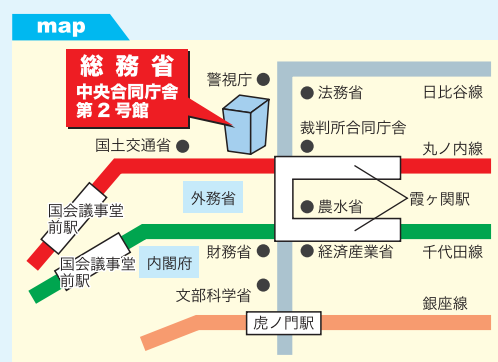 map
総務省
中央合同庁舎
第2号館
警視庁
法務省
日比谷線
裁判所合同庁舎
国土交通省
丸ノ内線
外務省
霞ヶ関駅
農水省
国会議事堂
前駅
財務省
経済産業省
千代田線
国会議事堂
前駅
内閣府
文部科学省
銀座線
虎ノ門駅